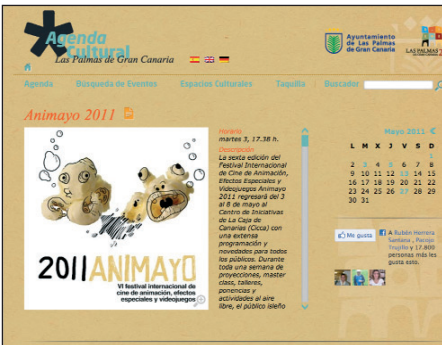 Agenda
Cultural
Las Palmas de Gran Canaria
Ayuntamiento
de Las Palmas
de Gran Canaria
LAS PALMAS
Agenda
Búsqueda de Eventos
Espacios Culturales
Taquilla
Buscador
Animayo 2011
2011ANIMAYO
VI festival internacional de
cine de animación, efectos
especiales y videojuegos
Horario
martes 3, 17.38 h.
Descripción
La sexta edición del
Festival Internacional
de Cine de Animación,
Efectos Especiales y
Videojuegos Animayo
2011 regresará del 3
al 8 de mayo al
Centro de Iniciativas
de La Caja de
Canarias (Cicca) con
una extensa
programación y
novedades para todos
los públicos. Durante
toda una semana de
proyecciones, master
class, talleres,
ponencias y
actividades al aire
libre, el público isleño
Mayo 2011
L M X J V S D
1
2 3 4 5 6 7 8
9 10 11 12 13 14 15
16 17 18 19 20 21 22
23 24 25 26 27 28 29
30 31
Me gusta
A Rubén Herrera
Santana, Parojo
Trujillo y 17.800
personas más les
gusta esto.